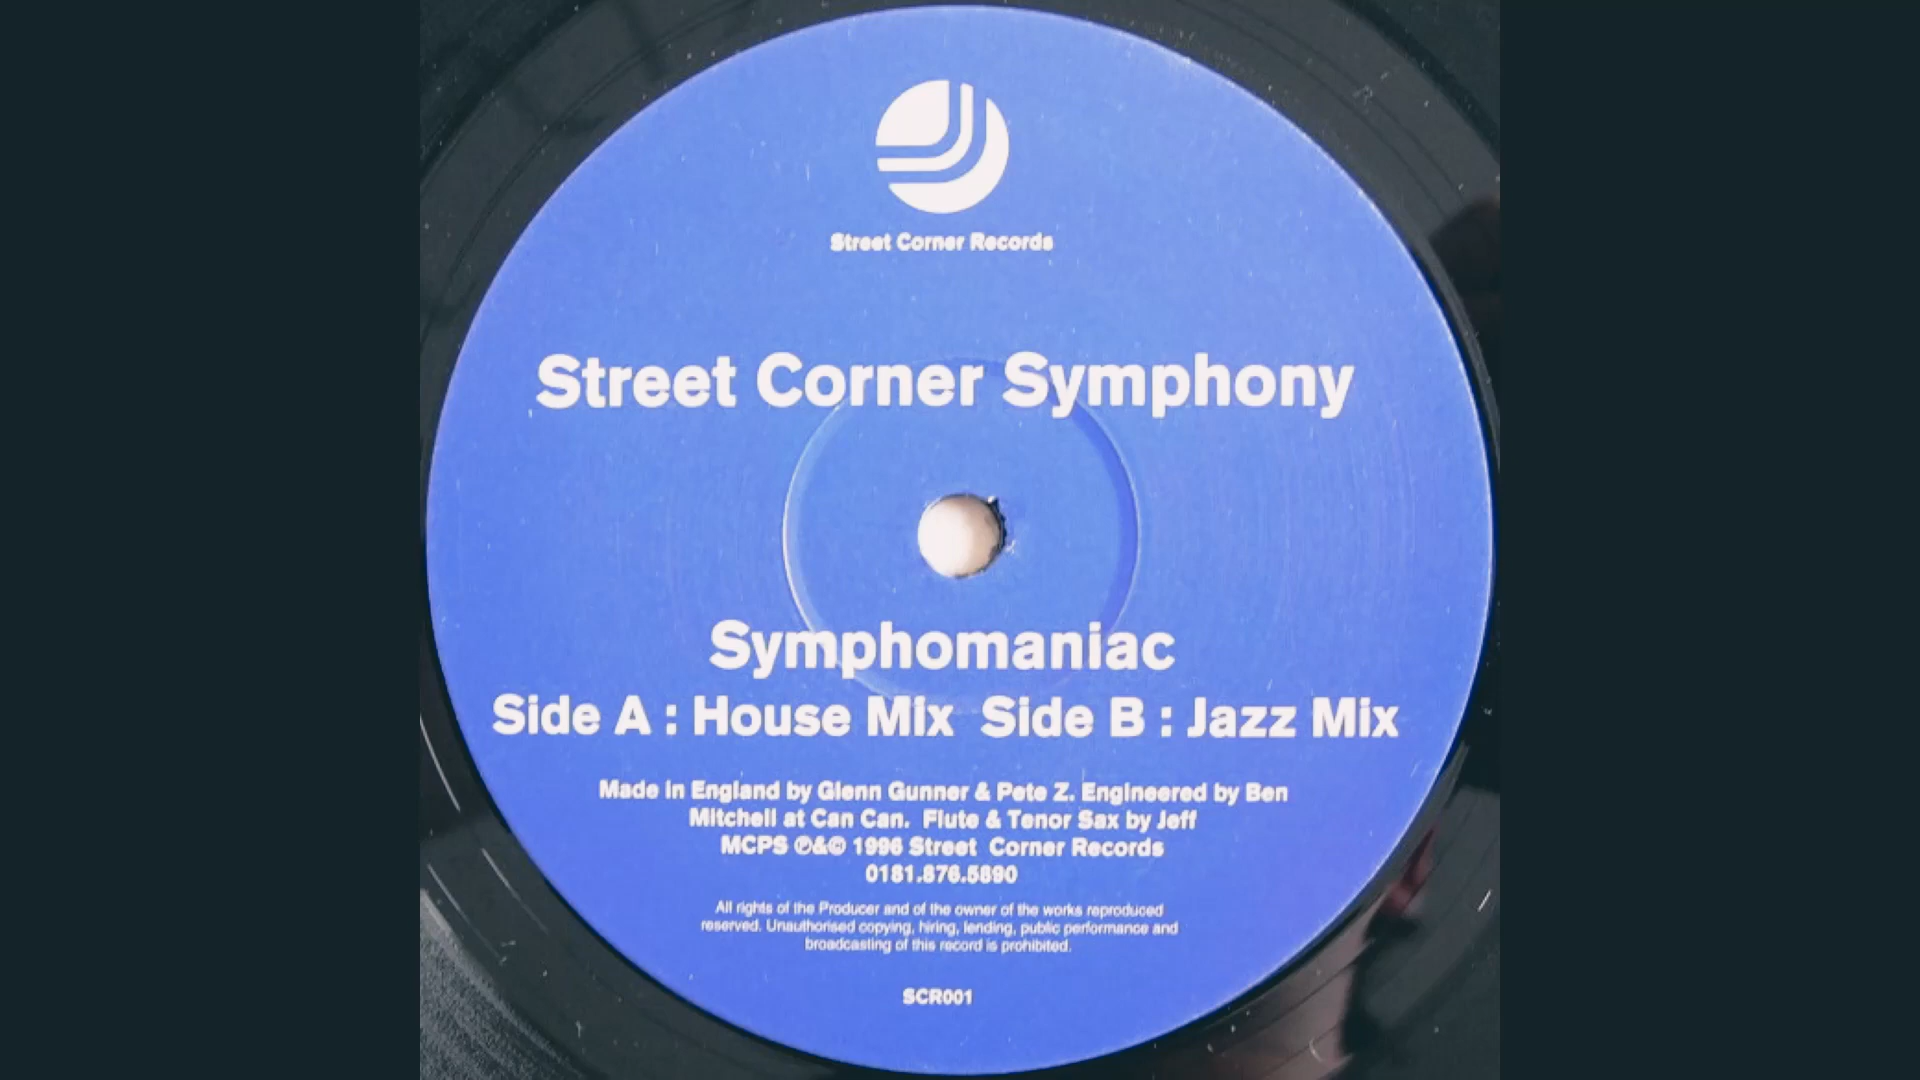 Street Corner Records
Street Corner Symphony
Symphomaniac
Side A : House Mix  Side B : Jazz Mix
Made in England by Glenn Gunner & Pete Z. Engineered by Ben
Mitchell at Can Can.  Flute & Tenor Sax by Jeff
MCPS ℗&© 1996 Street  Corner Records
0181.876.5890
All rights of the Producer and of the owner of the works reproduced
reserved. Unauthorised copying, hiring, lending, public performance and
broadcasting of this record is prohibited.
SCR001